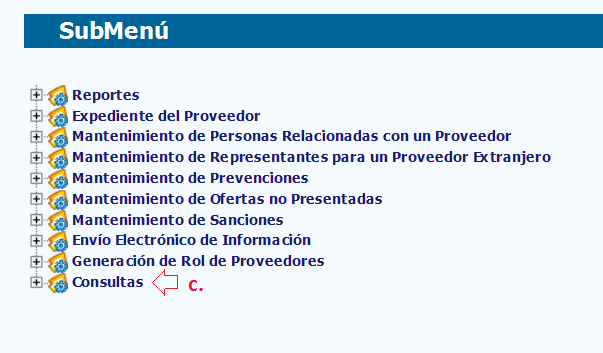 SubMenú
Reportes
Expediente del Proveedor
Mantenimiento de Personas Relacionadas con un Proveedor
Mantenimiento de Representantes para un Proveedor Extranjero
Mantenimiento de Prevenciones
Mantenimiento de Ofertas no Presentadas
Mantenimiento de Sanciones
Envío Electrónico de Información
Generación de Rol de Proveedores
Consultas c.